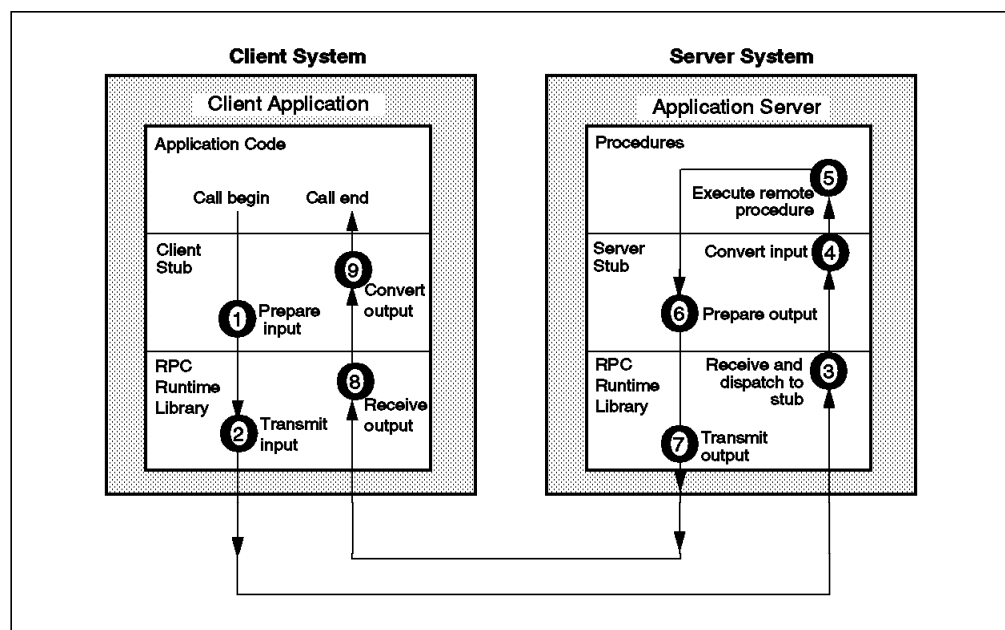 Client System
Client Application
Application Code
Call begin
Call end
Client
Stub
9
Convert
output
1
Prepare
input
RPC
Runtime
Library
8
Receive
output
2
Transmit
input
Server System
Application Server
Procedures
5
Execute remote
procedure
Server
Stub
Convert input
4
6
Prepare output
RPC
Runtime
Library
Receive and
dispatch to
stub
3
7
Transmit
output